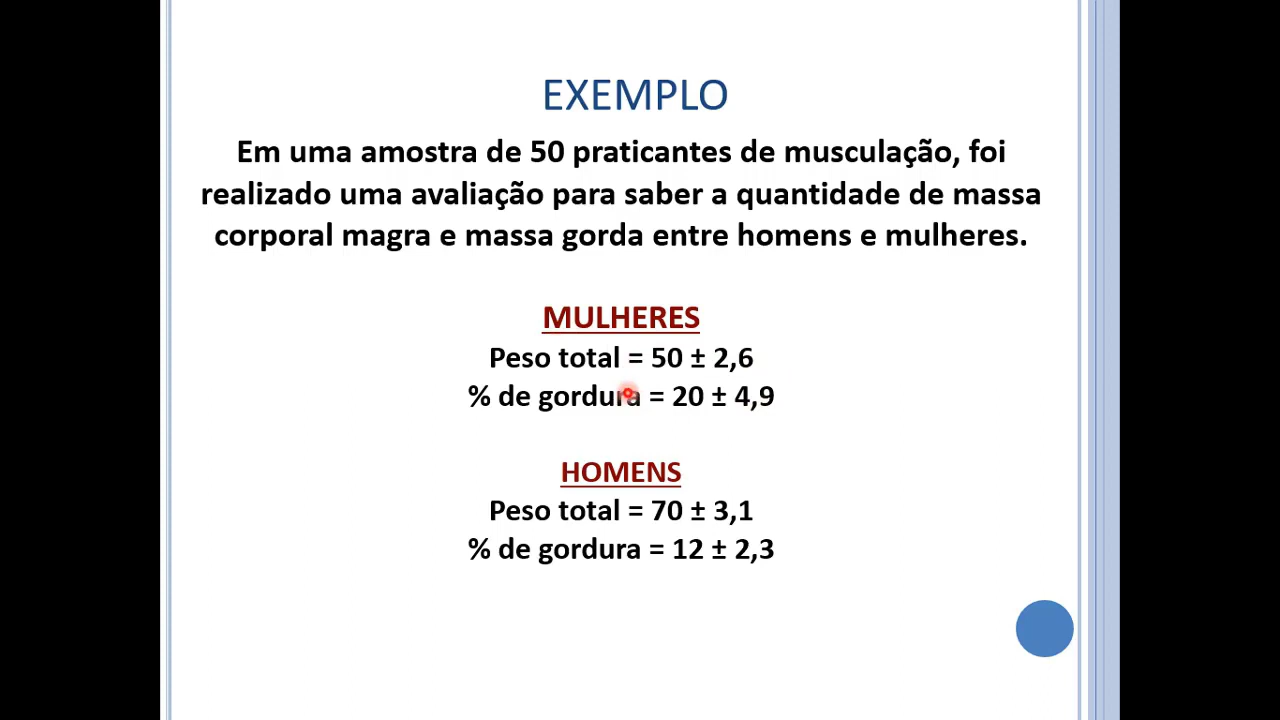 EXEMPLO
Em uma amostra de 50 praticantes de musculação, foi
realizado uma avaliação para saber a quantidade de massa
corporal magra e massa gorda entre homens e mulheres.
MULHERES
Peso total = 50 ± 2,6
% de gordura = 20 ± 4,9
HOMENS
Peso total = 70 ± 3,1
% de gordura = 12 ± 2,3